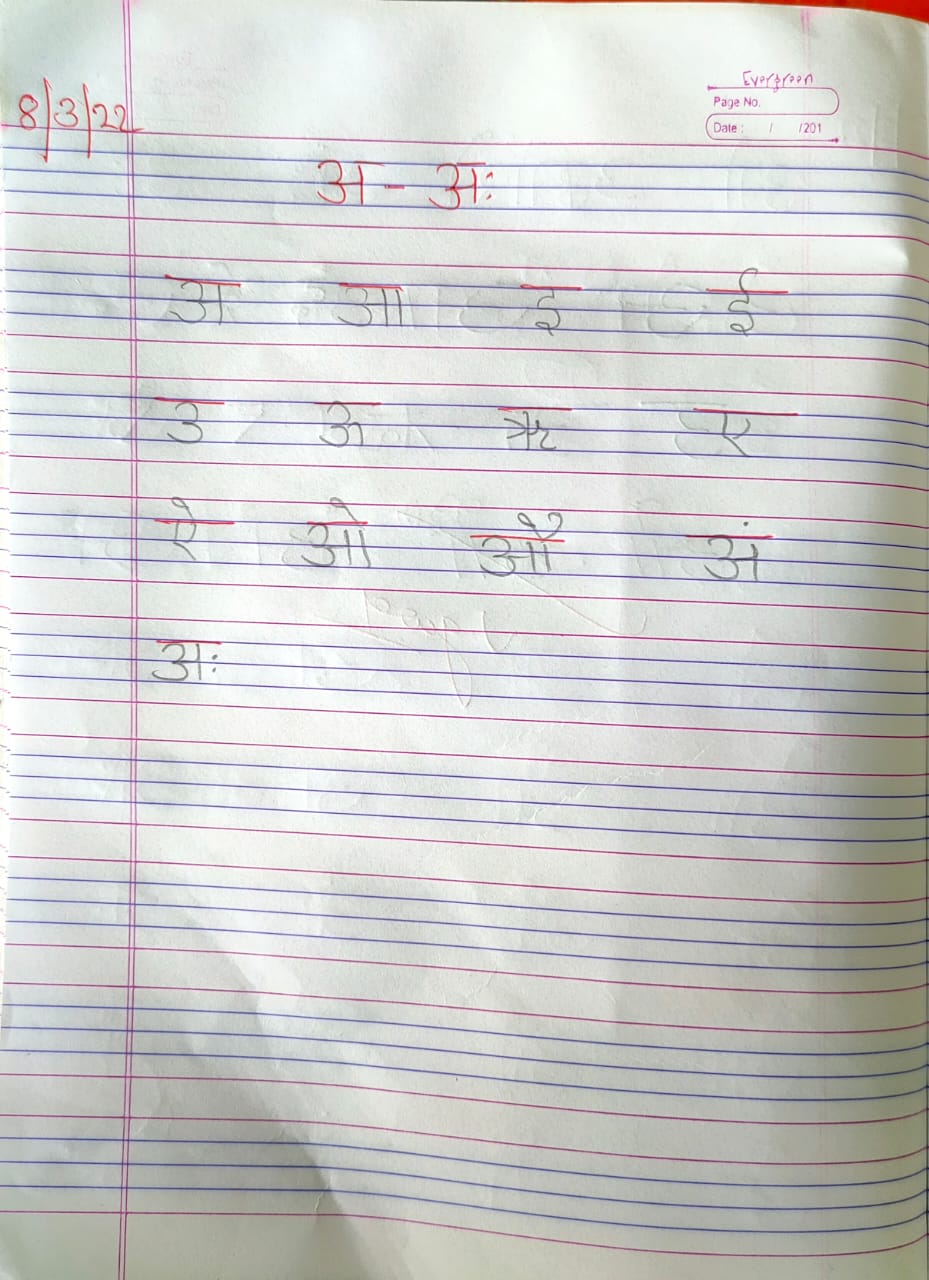 Evergreen
Page No.
Date : / /201
8/3/22
अ - अः
अ आ इ ई
उ ऊ ऋ ए
ऐ ओ औ अं
अः